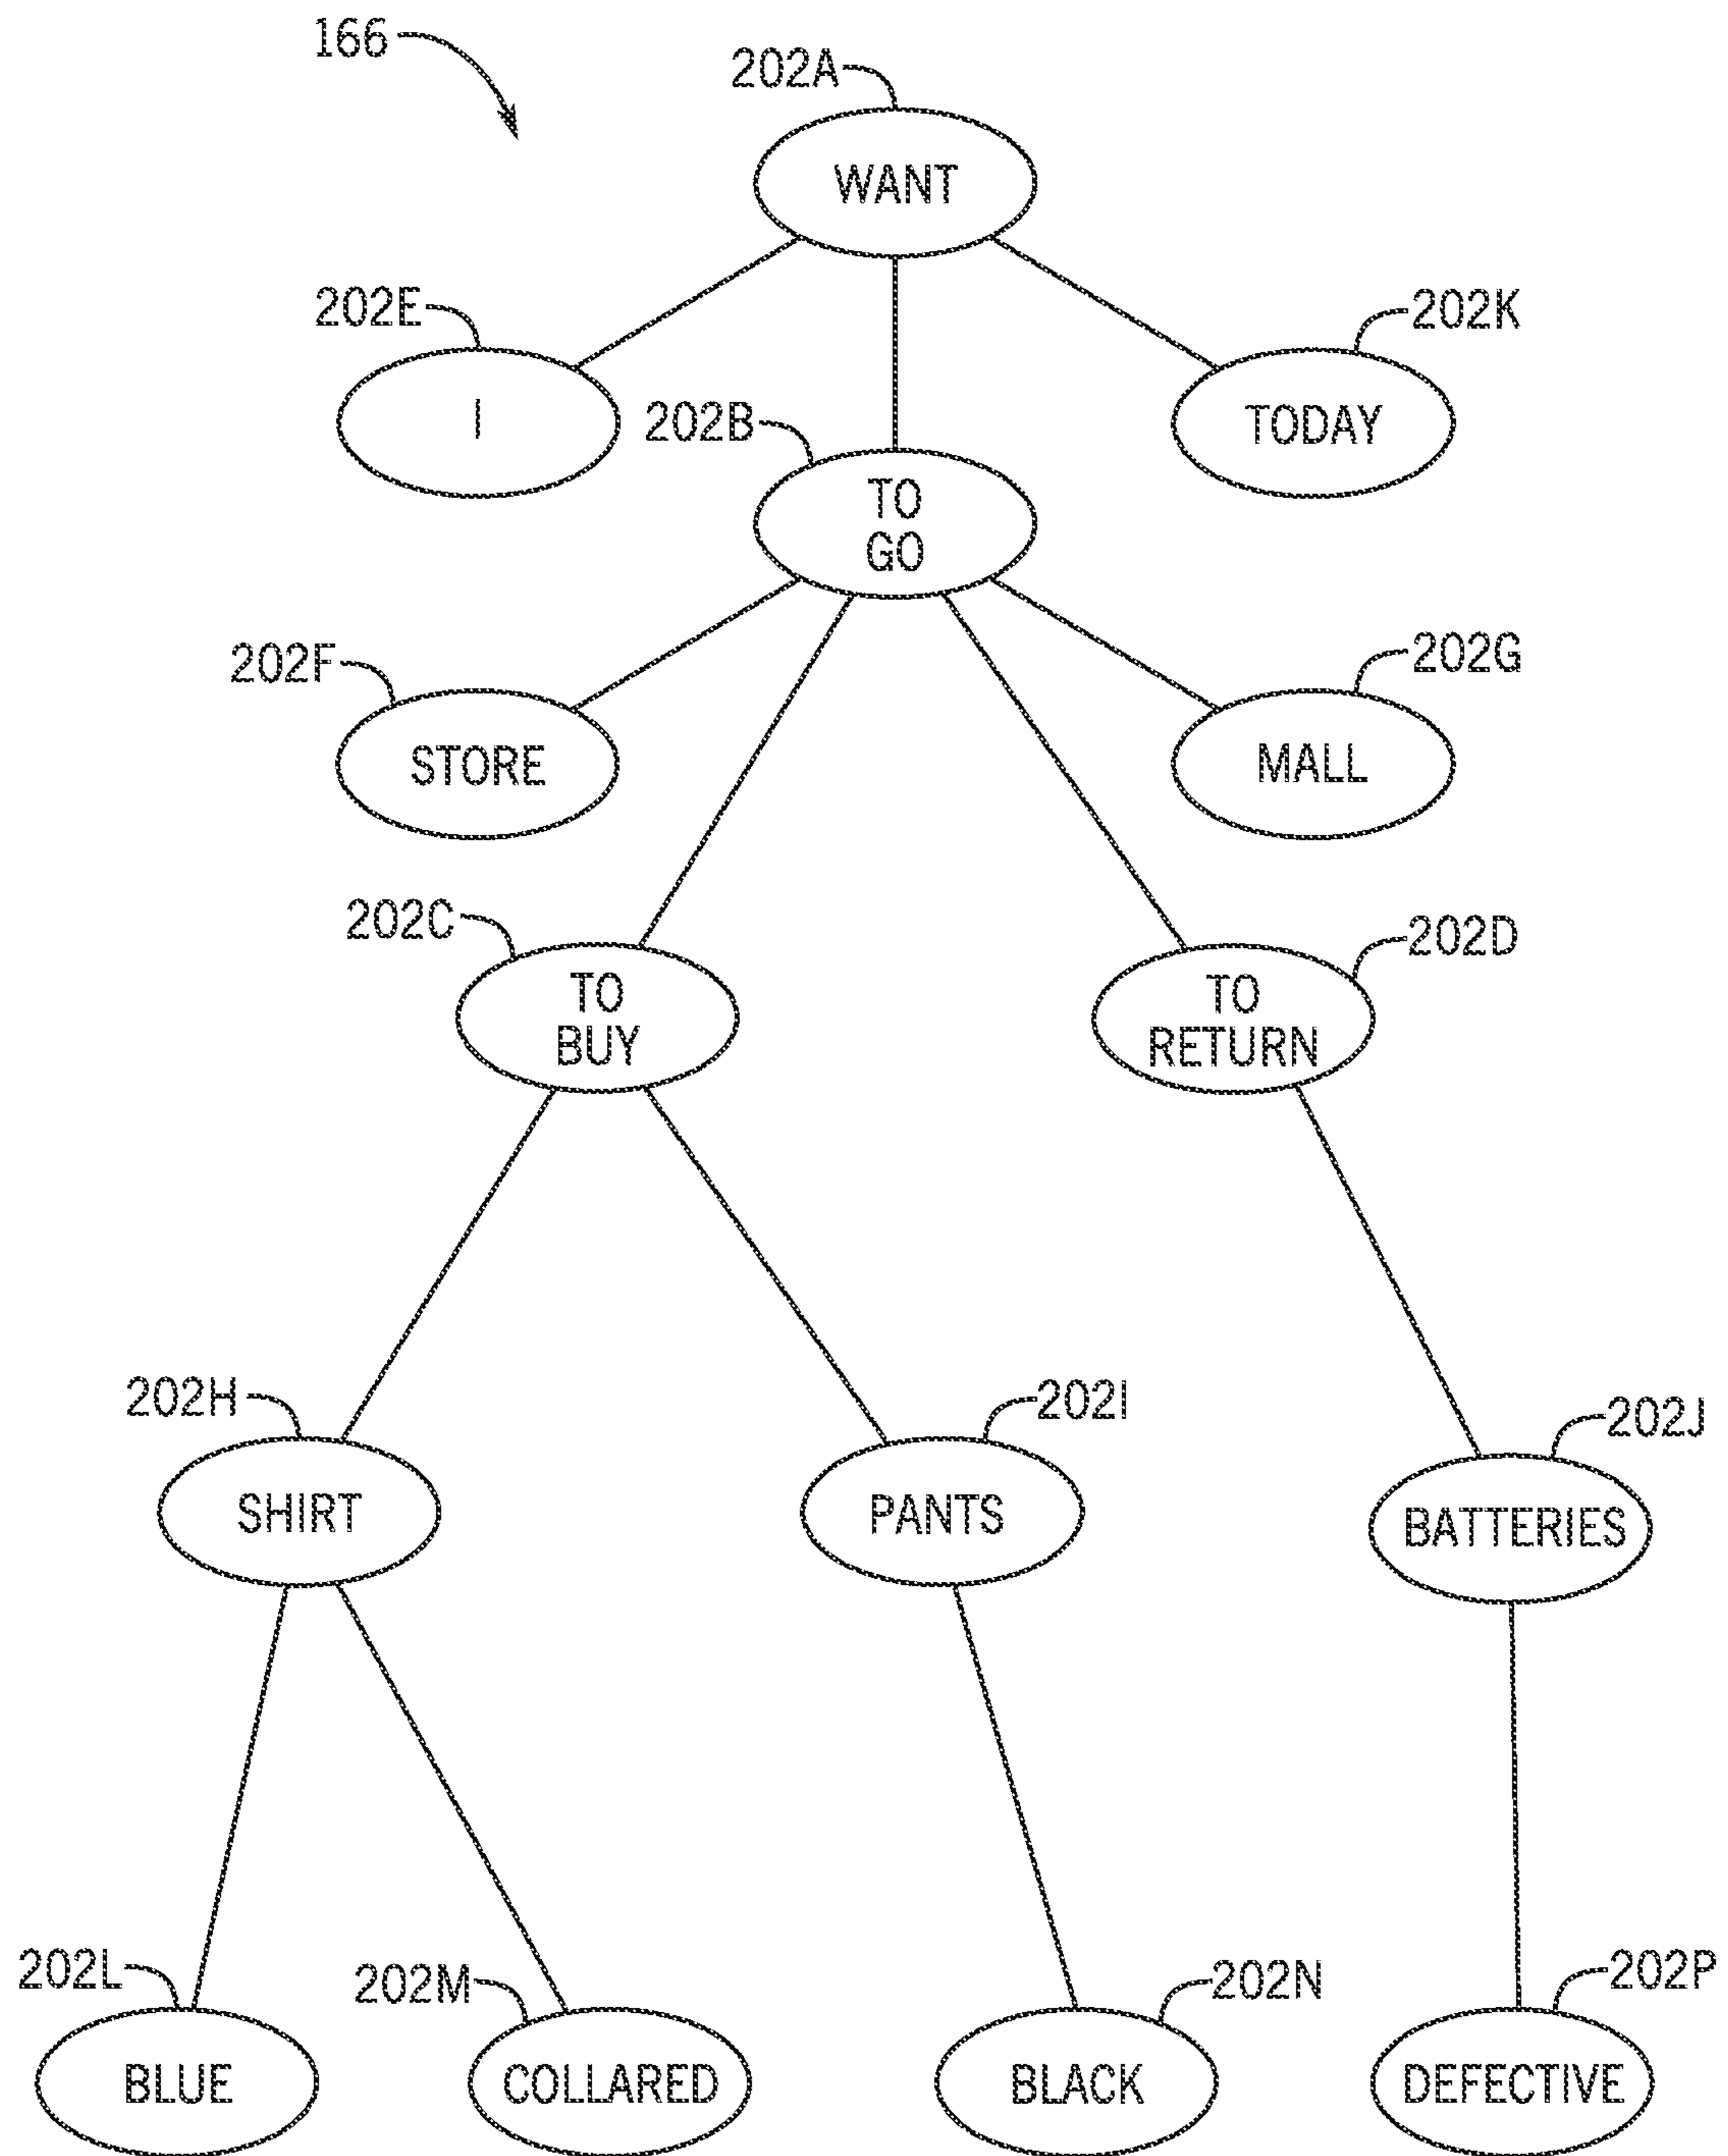 166
202A
WANT
202E
202K
I
202B
TODAY
TO
GO
202F
202G
STORE
MALL
202C
202D
TO
BUY
TO
RETURN
202H
202I
202J
SHIRT
PANTS
BATTERIES
202L
202M
202N
202P
BLUE
COLLARED
BLACK
DEFECTIVE